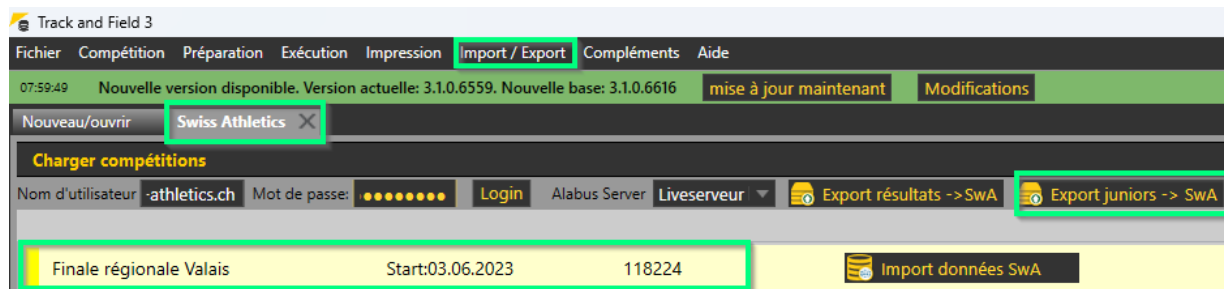 Track and Field 3
Fichier Compétition Préparation Exécution Impression Import / Export Compléments Aide
07:59:49 Nouvelle version disponible. Version actuelle: 3.1.0.6559. Nouvelle base: 3.1.0.6616 mise à jour maintenant Modifications
Nouveau/ouvrir Swiss Athletics
Charger compétitions
Nom d'utilisateur -athletics.ch Mot de passe: Login Alabus Server Liveserveur Export résultats ->SwA Export juniors -> SwA
Finale régionale Valais Start:03.06.2023 118224 Import données SwA